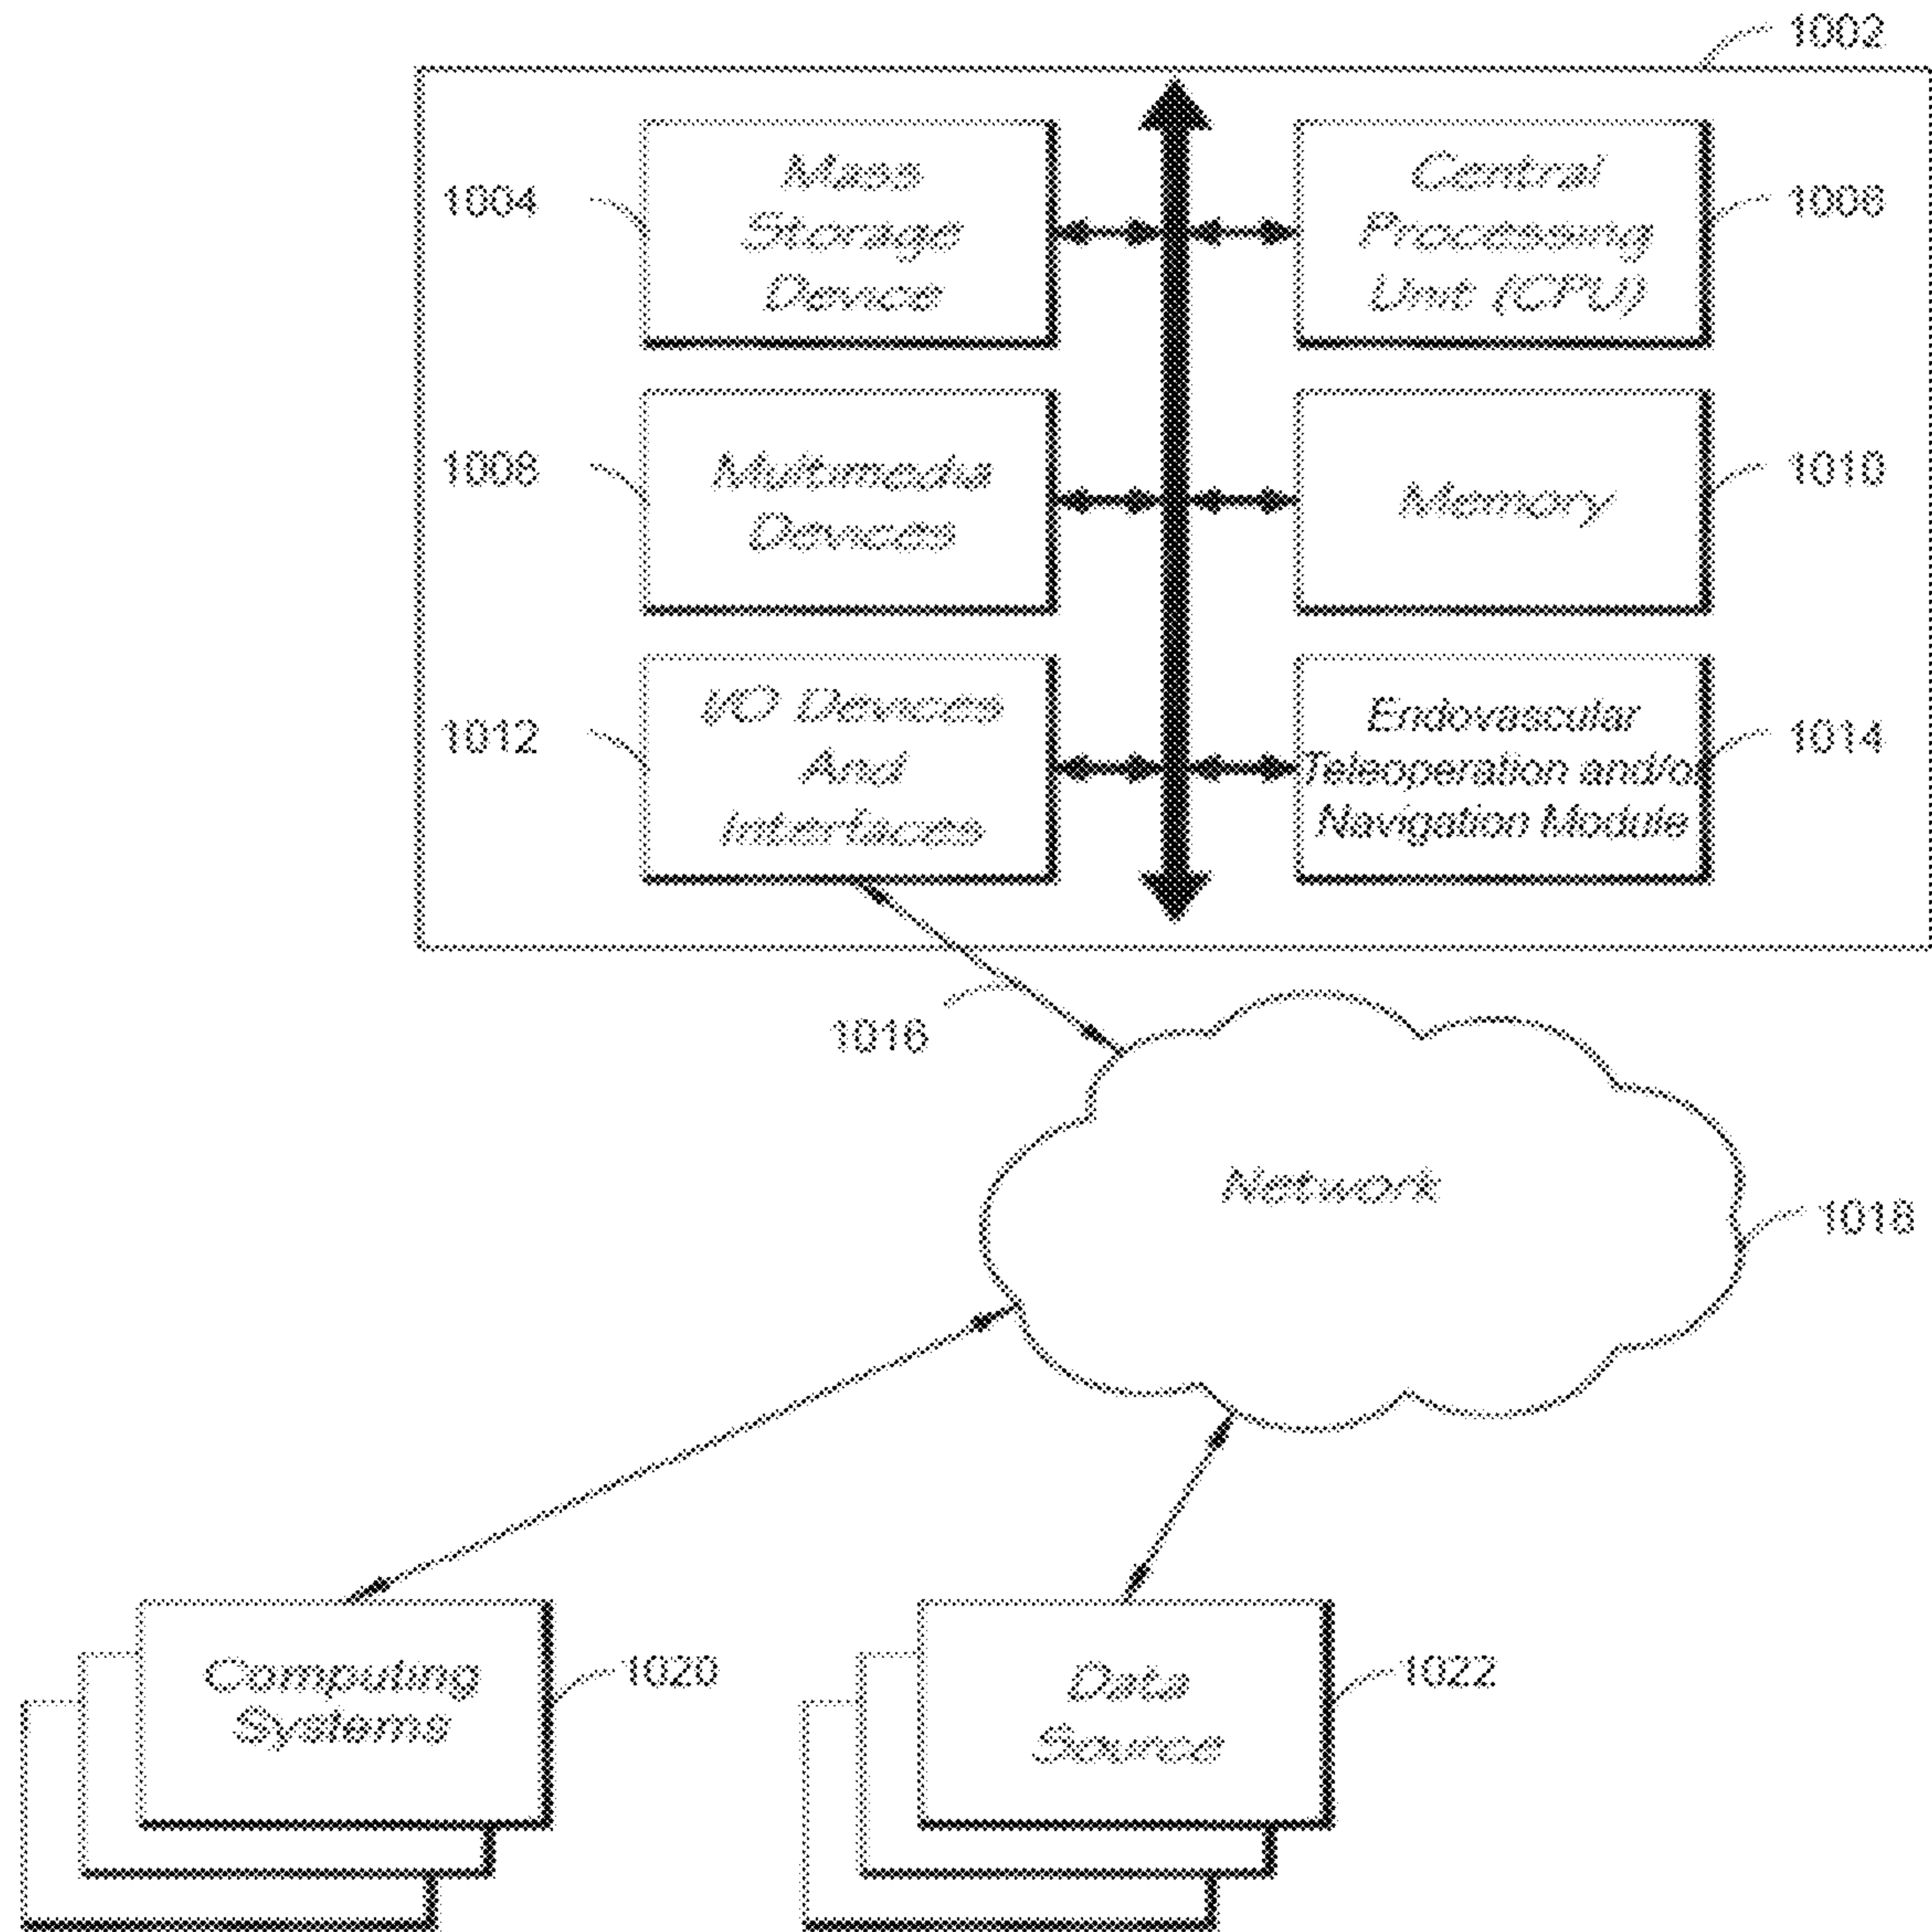 1002
1004
Mass
Storage
Device
Central
Processing
Unit (CPU)
1006
1008
Multimedia
Devices
Memory
1010
1012
I/O Devices
And
Interfaces
Endovascular
Teleoperation and/or
Navigation Module
1014
1016
Network
1018
Computing
Systems
1020
Data
Source
1022